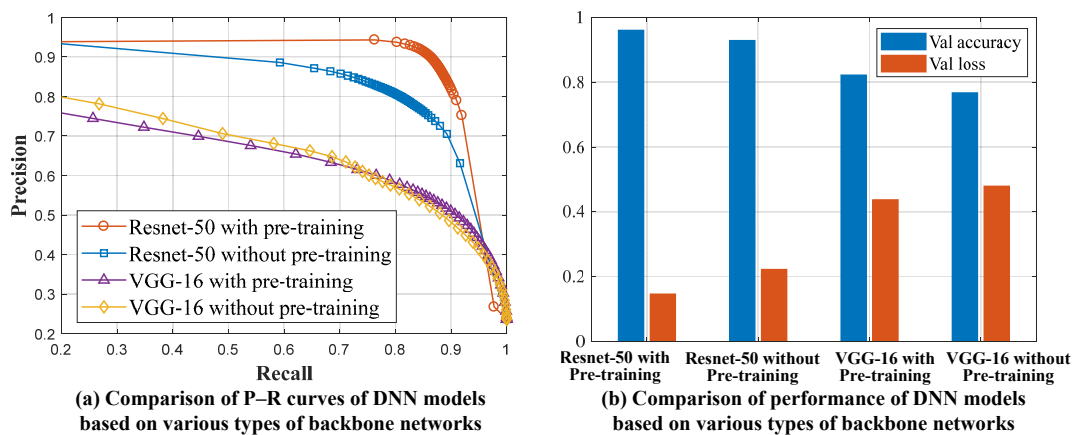 1
0.9
0.8
0.7
0.6
0.5
0.4
0.3
0.2
Precision
Resnet-50 with pre-training
Resnet-50 without pre-training
VGG-16 with pre-training
VGG-16 without pre-training
0.2 0.3 0.4 0.5 0.6 0.7 0.8 0.9 1
Recall
(a) Comparison of P–R curves of DNN models
based on various types of backbone networks
1
0.8
0.6
0.4
0.2
0
Val accuracy
Val loss
Resnet-50 with
Pre-training
Resnet-50 without
Pre-training
VGG-16 with
Pre-training
VGG-16 without
Pre-training
(b) Comparison of performance of DNN models
based on various types of backbone networks